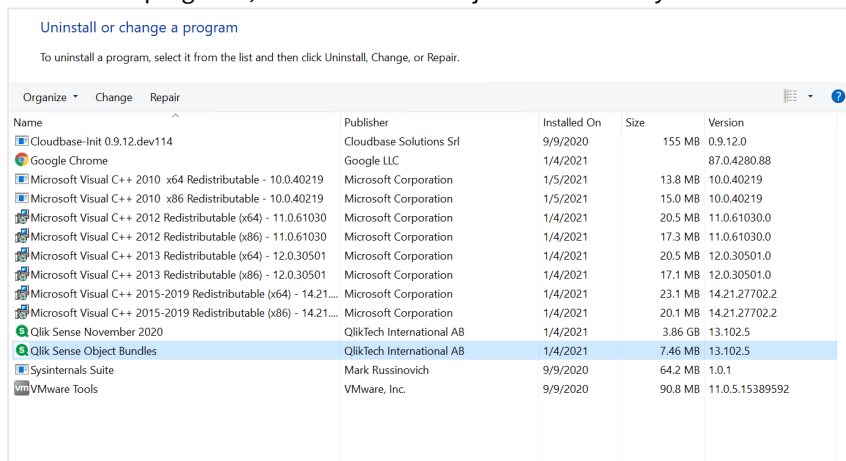 Uninstall or change a program
To uninstall a program, select it from the list and then click Uninstall, Change, or Repair.
Organize Change Repair
Name Publisher Installed On Size Version
Cloudbase-Init 0.9.12.dev114 Cloudbase Solutions Srl 9/9/2020 155 MB 0.9.12.0
Google Chrome Google LLC 1/4/2021 87.0.4280.88
Microsoft Visual C++ 2010 x64 Redistributable - 10.0.40219 Microsoft Corporation 1/5/2021 13.8 MB 10.0.40219
Microsoft Visual C++ 2010 x86 Redistributable - 10.0.40219 Microsoft Corporation 1/5/2021 15.0 MB 10.0.40219
Microsoft Visual C++ 2012 Redistributable (x64) - 11.0.61030 Microsoft Corporation 1/4/2021 20.5 MB 11.0.61030.0
Microsoft Visual C++ 2012 Redistributable (x86) - 11.0.61030 Microsoft Corporation 1/4/2021 17.3 MB 11.0.61030.0
Microsoft Visual C++ 2013 Redistributable (x64) - 12.0.30501 Microsoft Corporation 1/4/2021 20.5 MB 12.0.30501.0
Microsoft Visual C++ 2013 Redistributable (x86) - 12.0.30501 Microsoft Corporation 1/4/2021 17.1 MB 12.0.30501.0
Microsoft Visual C++ 2015-2019 Redistributable (x64) - 14.21.... Microsoft Corporation 1/4/2021 23.1 MB 14.21.27702.2
Microsoft Visual C++ 2015-2019 Redistributable (x86) - 14.21.... Microsoft Corporation 1/4/2021 20.1 MB 14.21.27702.2
Qlik Sense November 2020 QlikTech International AB 1/4/2021 3.86 GB 13.102.5
Qlik Sense Object Bundles QlikTech International AB 1/4/2021 7.46 MB 13.102.5
Sysinternals Suite Mark Russinovich 9/9/2020 64.2 MB 1.0.1
VMware Tools VMware, Inc. 9/9/2020 90.8 MB 11.0.5.15389592